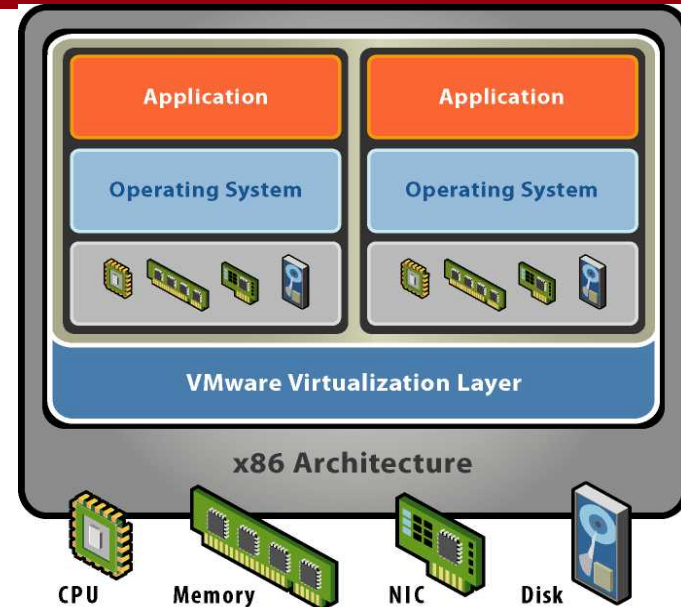 Application
Application
Operating System
Operating System
VMware Virtualization Layer
x86 Architecture
CPU
Memory
NIC
Disk